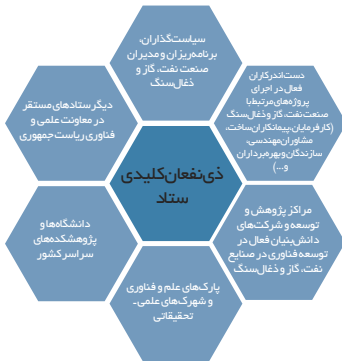 سیاست‌گذاران،
برنامه‌ریزان و مدیران
صنعت نفت، گاز و
ذغال‌سنگ
دست‌اندرکاران
فعال در اجرای
پروژه‌های مرتبط با
صنعت نفت، گاز و ذغال‌سنگ
(کارفرمایان،پیمانکاران‌ساخت،
مشاوران‌مهندسی،
سازندگان‌وبهره‌برداران
و...)
دیگر ستادهای مستقر
در معاونت علمی و
فناوری ریاست‌جمهوری
ذی‌نفعان‌کلیدی
ستاد
مراکز پژوهش و
توسعه و شرکت‌های
دانش‌بنیان فعال در
توسعه فناوری در صنایع
نفت، گاز و ذغال‌سنگ
دانشگاه‌ها و
پژوهشکده‌های
سراسر کشور
پارک‌های علم و فناوری
و شهرک‌های علمی-
تحقیقاتی